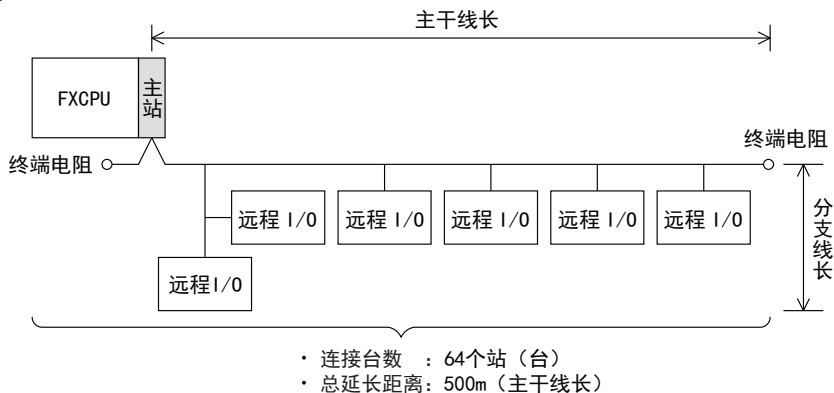 主干线长
FXCPU
主站
终端电阻
终端电阻
远程 I/O
远程 I/O
远程 I/O
远程 I/O
远程 I/O
远程I/O
分支线长
・ 连接台数 ：64个站（台）
・ 总延长距离：500m（主干线长）